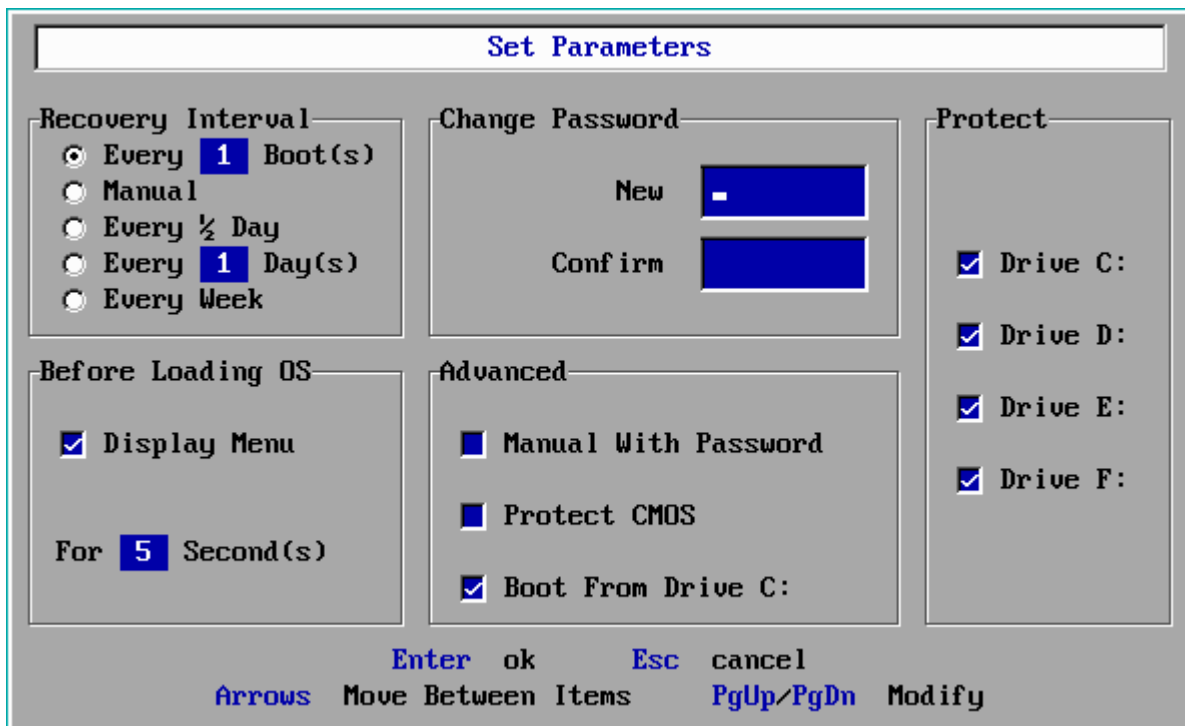 Set Parameters
Recovery Interval
Every 1 Boot(s)
Manual
Every ½ Day
Every 1 Day(s)
Every Week
Change Password
New
Confirm
Protect
Drive C:
Drive D:
Drive E:
Drive F:
Before Loading OS
Display Menu
For 5 Second(s)
Advanced
Manual With Password
Protect CMOS
Boot From Drive C:
Enter ok Esc cancel
Arrows Move Between Items PgUp/PgDn Modify